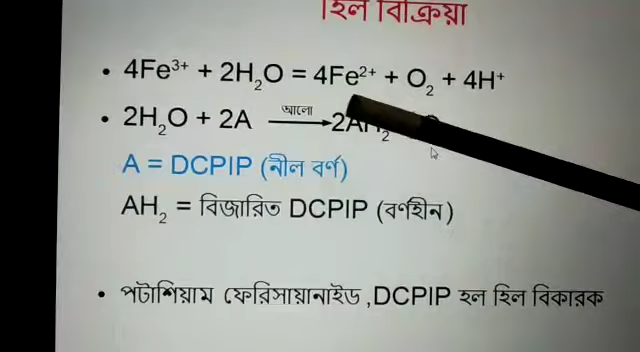 হিল বিক্রিয়া
• 4Fe³⁺ + 2H₂O = 4Fe²⁺ + O₂ + 4H⁺
• 2H₂O + 2A আলো → 2AH₂
A = DCPIP (নীল বর্ণ)
AH₂ = বিজারিত DCPIP (বর্ণহীন)
• পটাশিয়াম ফেরিসায়ানাইড ,DCPIP হল হিল বিকারক